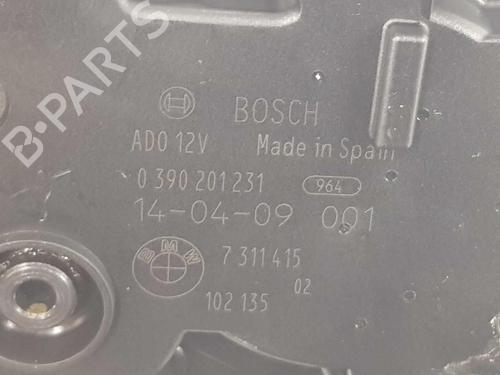 B-PARTS
BOSCH
ADO 12V Made in Spain
0 390 201 231 964
14-04-09 001
BMW
7 311 415
102 135 02